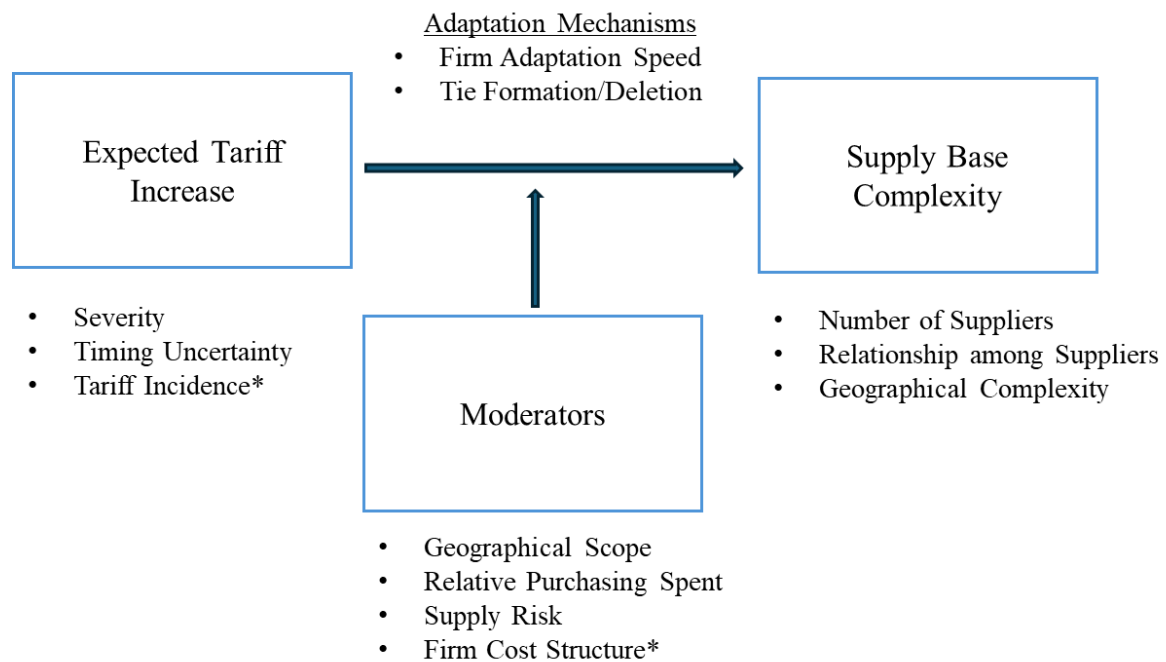 Adaptation Mechanisms
• Firm Adaptation Speed
• Tie Formation/Deletion
Expected Tariff
Increase
Supply Base
Complexity
• Severity
• Timing Uncertainty
• Tariff Incidence*
Moderators
• Number of Suppliers
• Relationship among Suppliers
• Geographical Complexity
• Geographical Scope
• Relative Purchasing Spent
• Supply Risk
• Firm Cost Structure*